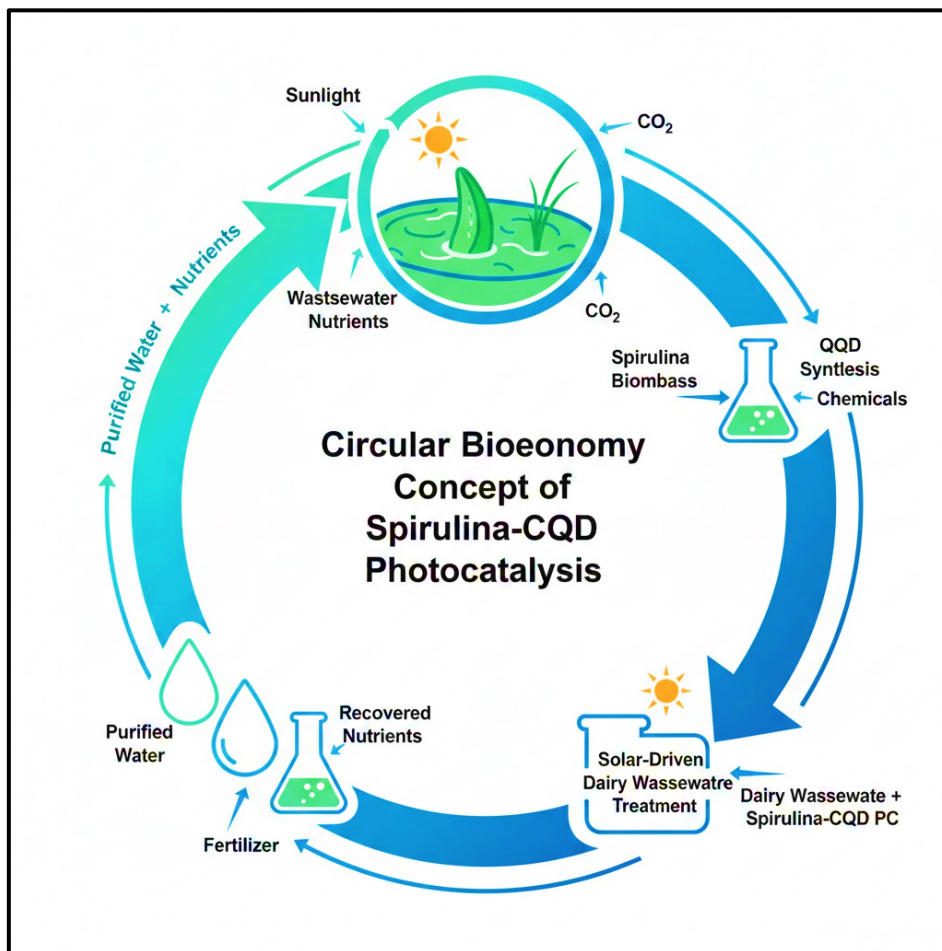 Sunlight
CO₂
Wastsewater
Nutrients
CO₂
Purified Water + Nutrients
Spirulina
Biombass
QQD
Syntlesis
Chemicals
Circular Bioeonomy
Concept of
Spirulina-CQD
Photocatalysis
Purified
Water
Recovered
Nutrients
Fertilizer
Solar-Driven
Dairy Wassewatre
Treatment
Dairy Wassewate +
Spirulina-CQD PC